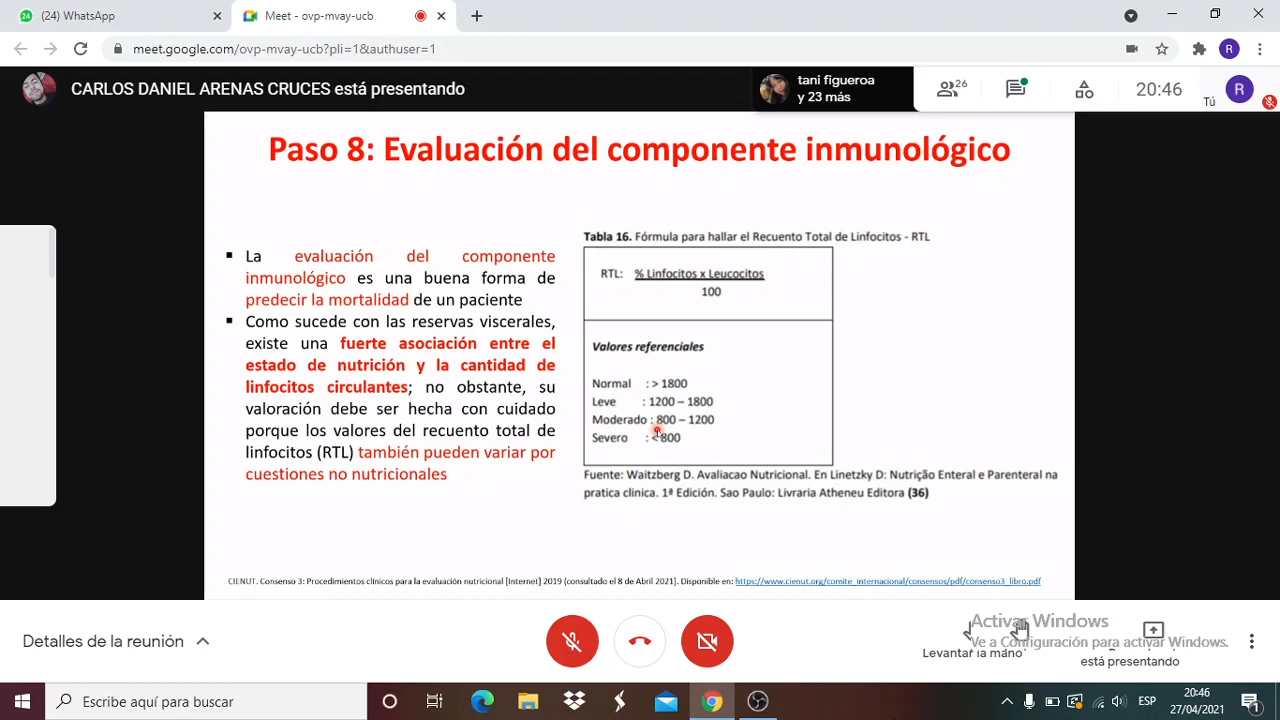 (24) WhatsApp
Meet - mvay-ucb
meet.google.com/ovp-mvay-ucb?pli=1&authuser=1
R
CARLOS DANIEL ARENAS CRUCES está presentando
tani figueroa
y 23 más
26
20:46
Tú
R
Paso 8: Evaluación del componente inmunológico
▪ La evaluación del componente
inmunológico es una buena forma de
predecir la mortalidad de un paciente
▪ Como sucede con las reservas viscerales,
existe una fuerte asociación entre el
estado de nutrición y la cantidad de
linfocitos circulantes; no obstante, su
valoración debe ser hecha con cuidado
porque los valores del recuento total de
linfocitos (RTL) también pueden variar por
cuestiones no nutricionales
Tabla 16. Fórmula para hallar el Recuento Total de Linfocitos - RTL
RTL: % Linfocitos x Leucocitos
100
Valores referenciales
Normal : > 1800
Leve : 1200 – 1800
Moderado : 800 – 1200
Severo : < 800
Fuente: Waitzberg D. Avaliacao Nutricional. En Linetzky D: Nutrição Enteral e Parenteral na
pratica clinica. 1ª Edición. Sao Paulo: Livraria Atheneu Editora (36)
CIENUT. Consenso 3: Procedimientos clínicos para la evaluación nutricional [Internet] 2019 (consultado el 8 de Abril 2021]. Disponible en: https://www.cienut.org/comite_internacional/consensos/pdf/consenso3_libro.pdf
Detalles de la reunión
Levantar la mano
está presentando
Activar Windows
Ve a Configuración para activar Windows.
Escribe aquí para buscar
ESP
20:46
27/04/2021
1